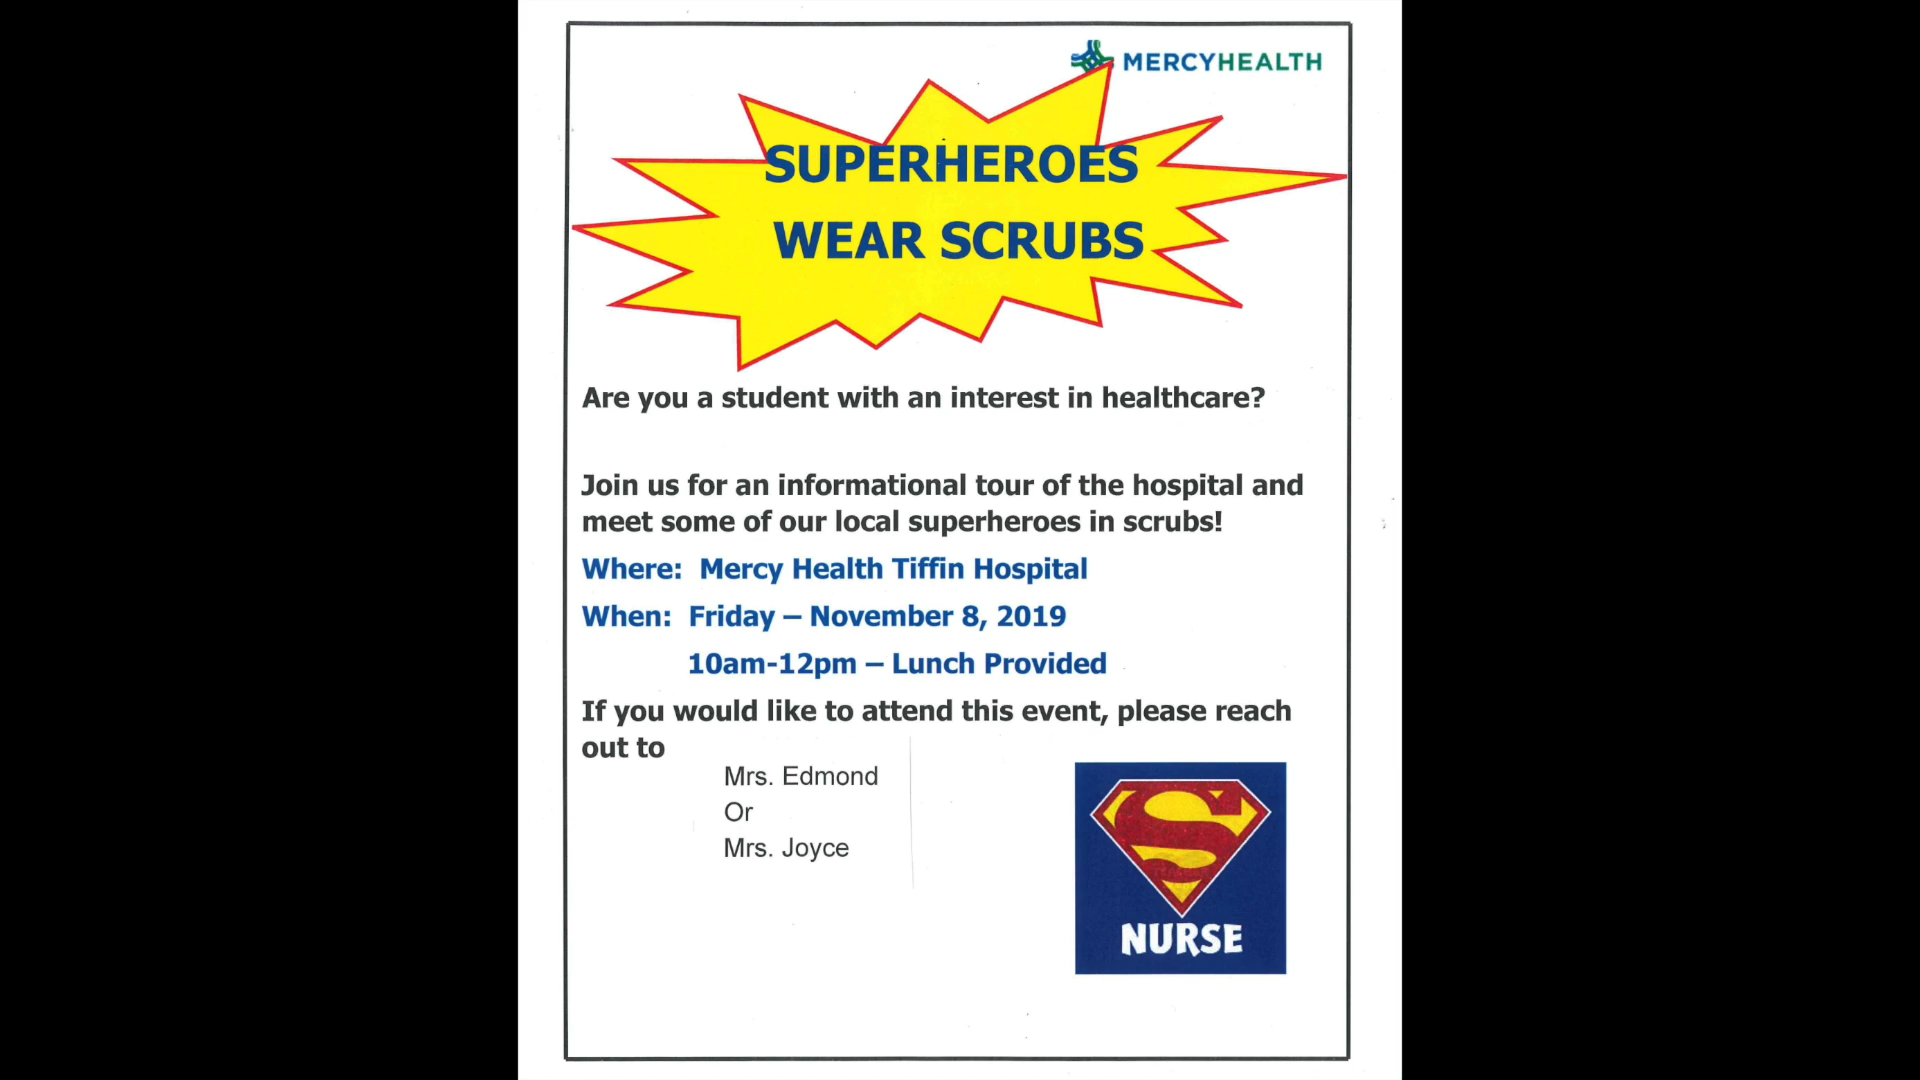 MERCYHEALTH
SUPERHEROES
WEAR SCRUBS
Are you a student with an interest in healthcare?
Join us for an informational tour of the hospital and
meet some of our local superheroes in scrubs!
Where: Mercy Health Tiffin Hospital
When: Friday – November 8, 2019
10am-12pm – Lunch Provided
If you would like to attend this event, please reach
out to
Mrs. Edmond
Or
Mrs. Joyce
S
NURSE